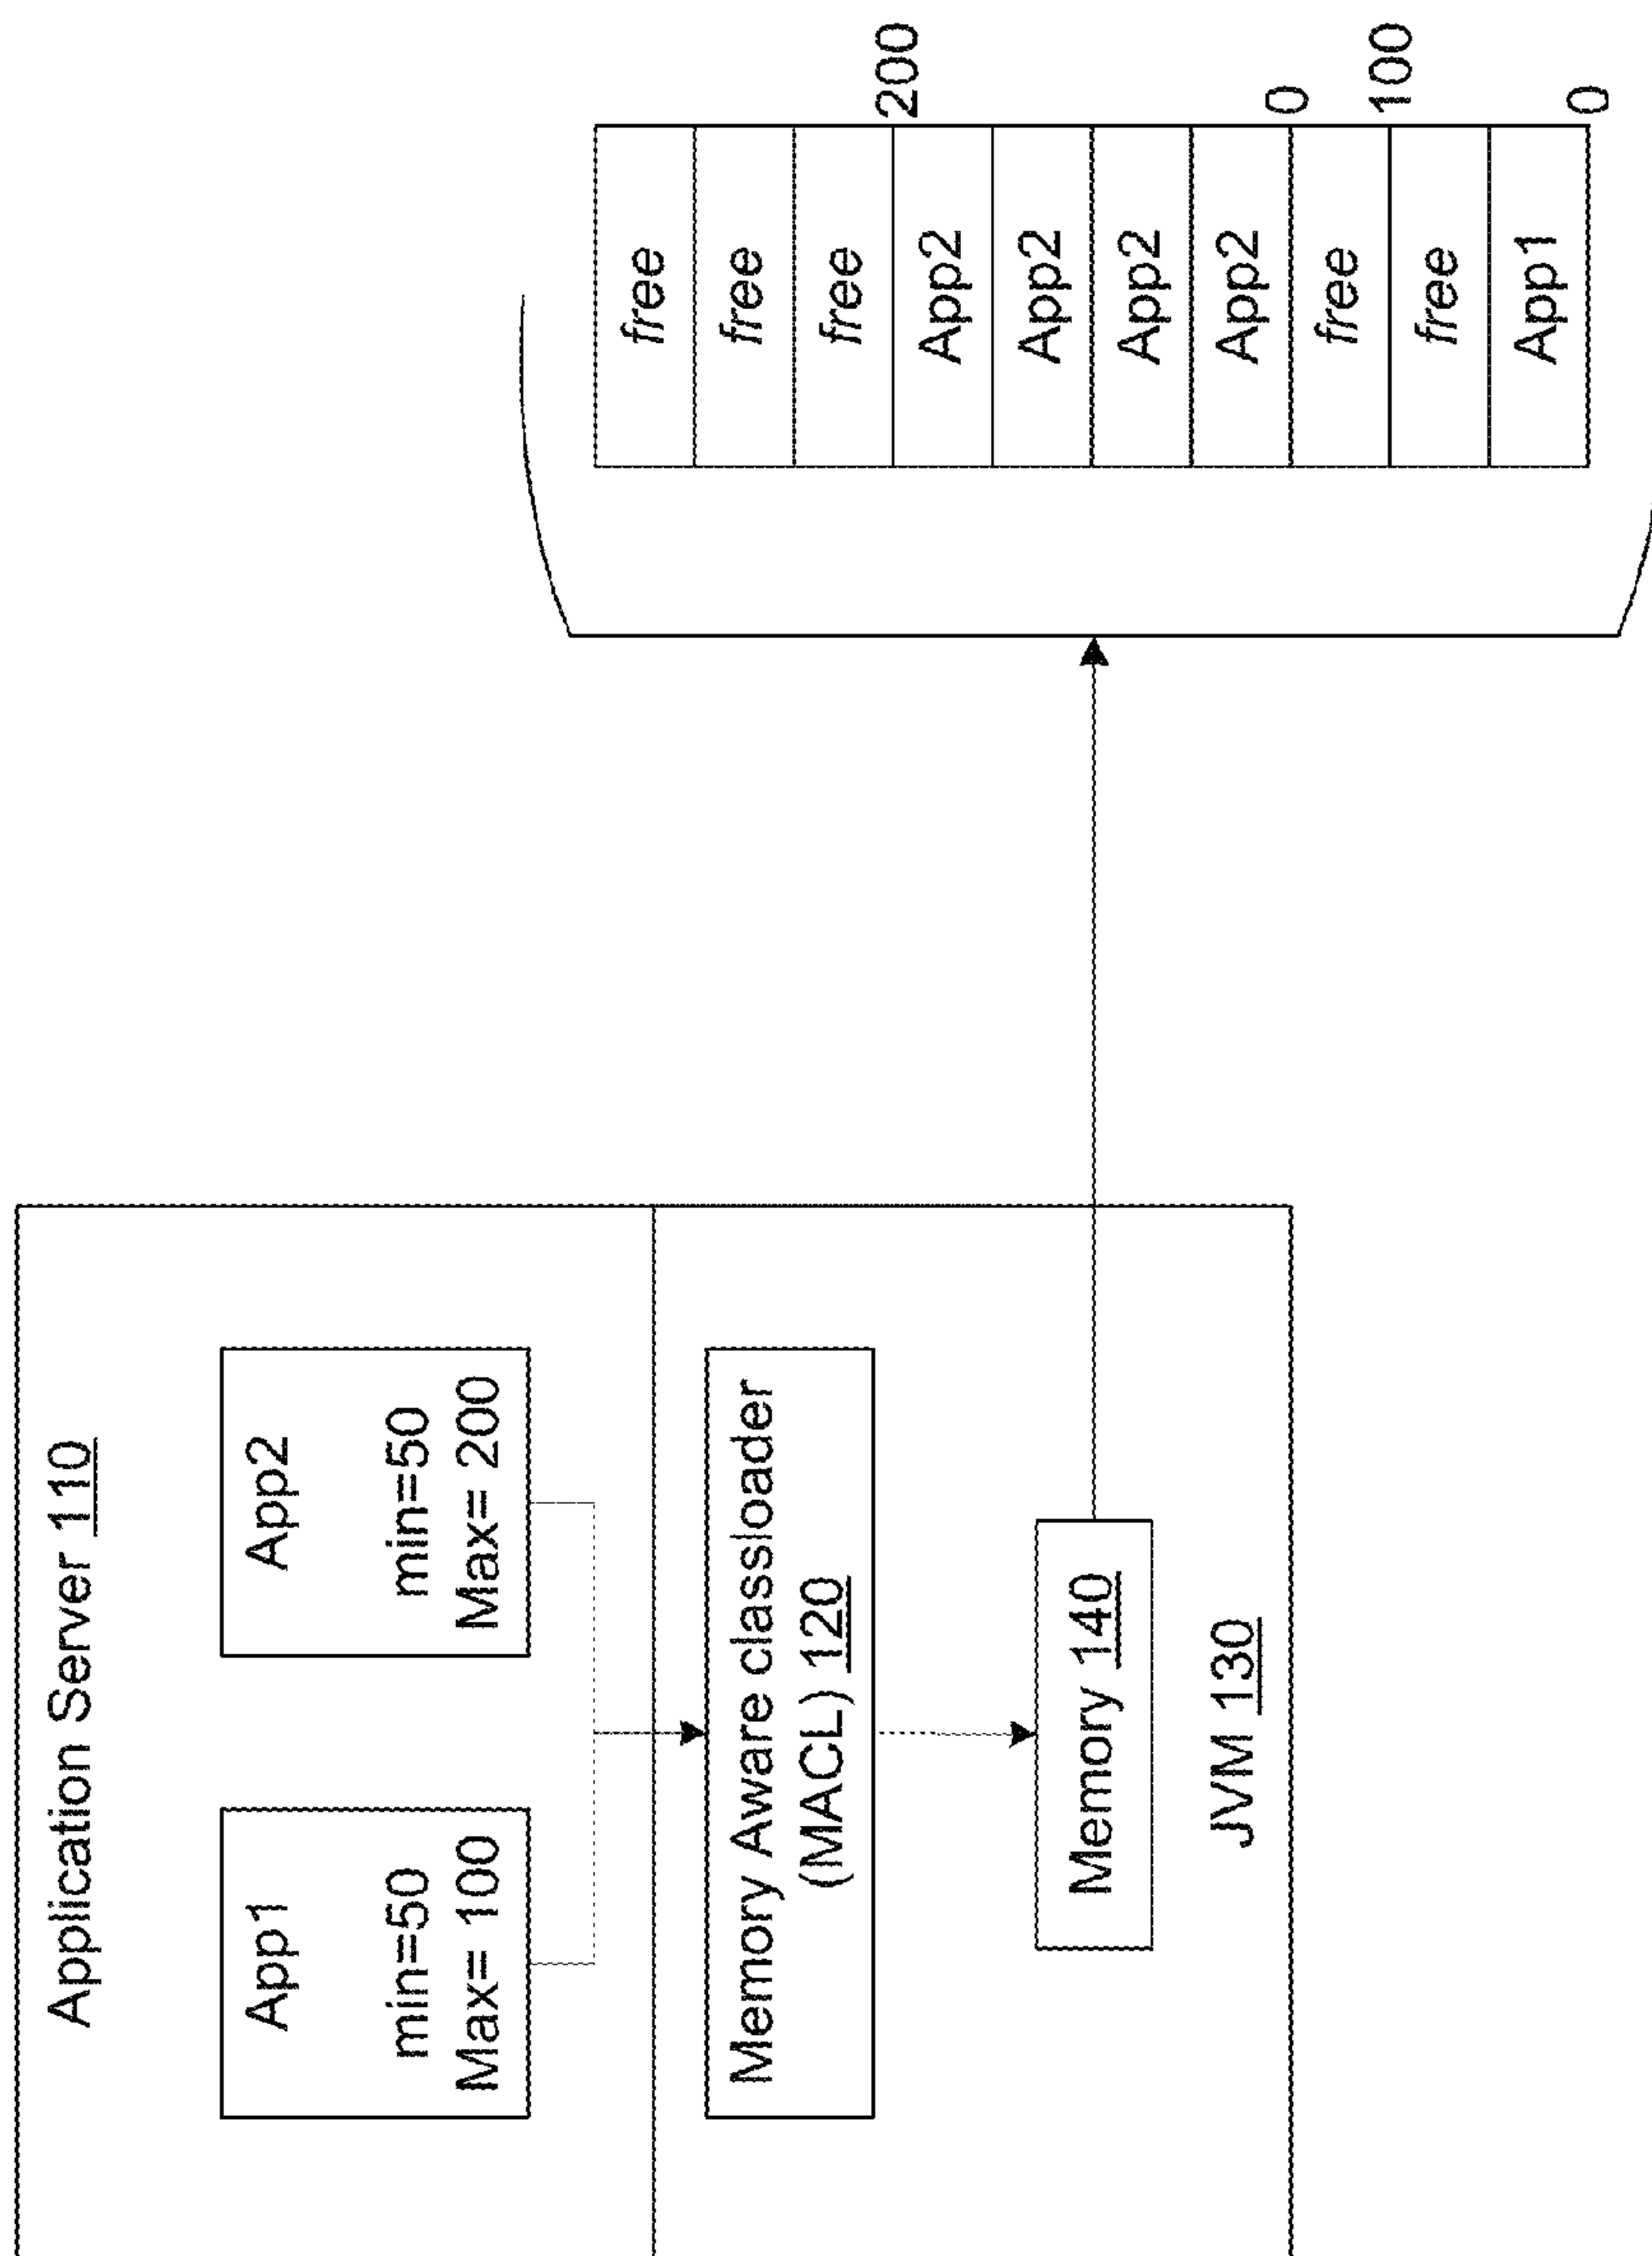 Application Server 110
App1
min=50
Max= 100
App2
min=50
Max= 200
Memory Aware classloader
(MACL) 120
Memory 140
JVM 130
free
free
free
200
App2
App2
App2
App2
0
free
100
free
App1
0